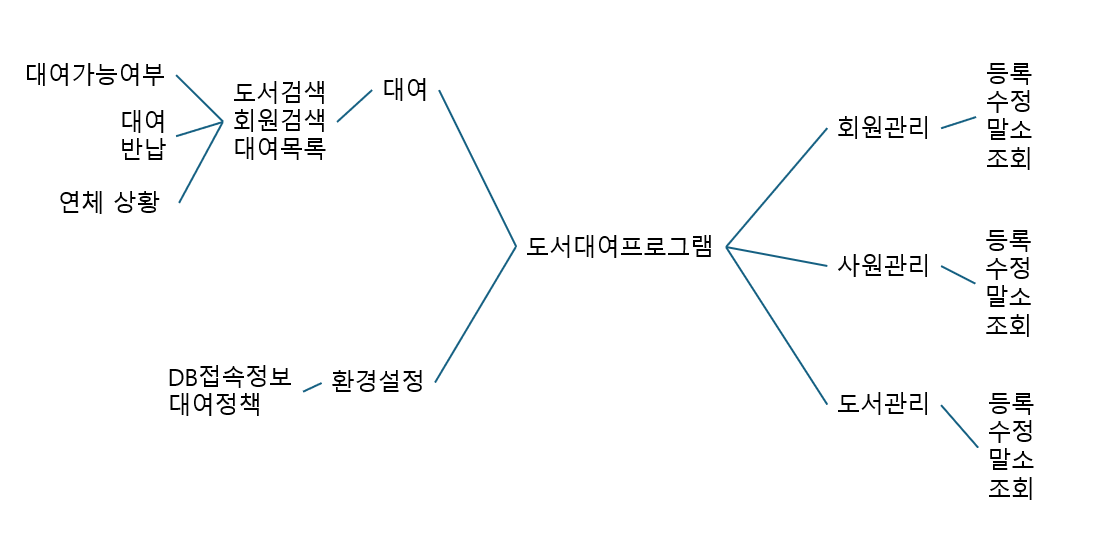 대여가능여부
대여
반납
연체 상황
도서검색
회원검색
대여목록
대여
DB접속정보
대여정책
환경설정
도서대여프로그램
회원관리
등록
수정
말소
조회
사원관리
등록
수정
말소
조회
도서관리
등록
수정
말소
조회